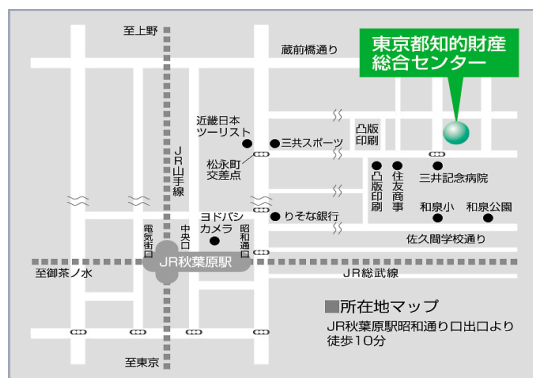 至上野
蔵前橋通り
東京都知的財産
総合センター
近畿日本
ツーリスト
三共スポーツ
凸版
印刷
JR山手線
松永町
交差点
凸版印刷
住友商事
三井記念病院
和泉小
和泉公園
りそな銀行
ヨドバシ
カメラ
電気街口
中央口
昭和通口
佐久間学校通り
至御茶ノ水
JR秋葉原駅
JR総武線
■所在地マップ
JR秋葉原駅昭和通り口出口より
徒歩10分
至東京